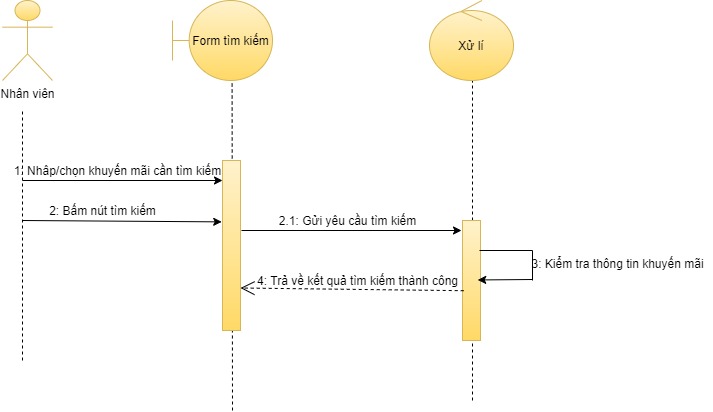 Form tìm kiếm
Xử lí
Nhân viên
1: Nhâp/chọn khuyến mãi cần tìm kiếm
2: Bấm nút tìm kiếm
2.1: Gửi yêu cầu tìm kiếm
3: Kiểm tra thông tin khuyến mãi
4: Trả về kết quả tìm kiếm thành công